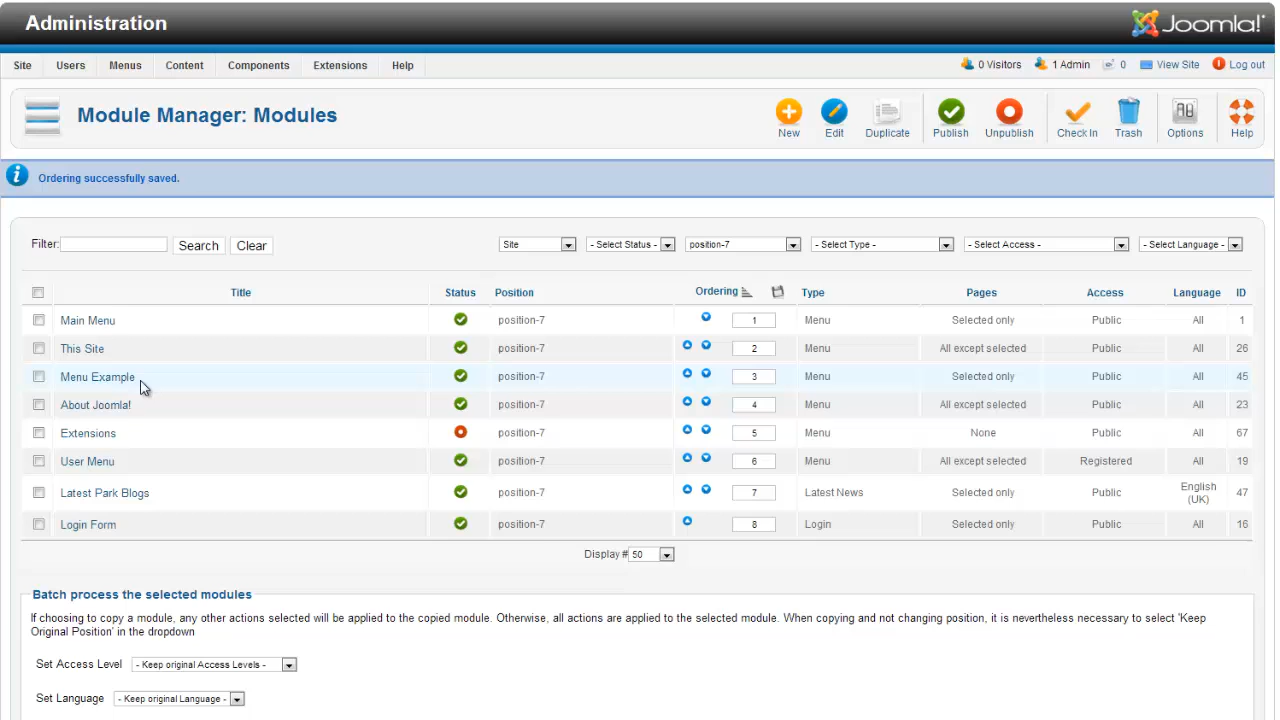 Administration
Joomla!®
Site Users Menus Content Components Extensions Help
0 Visitors 1 Admin 0 View Site Log out
Module Manager: Modules
New Edit Duplicate Publish Unpublish Check In Trash Options Help
Ordering successfully saved.
Filter: Search Clear Site - Select Status - position-7 - Select Type - - Select Access - - Select Language -
Title Status Position Ordering Type Pages Access Language ID
Main Menu position-7 1 Menu Selected only Public All 1
This Site position-7 2 Menu All except selected Public All 26
Menu Example position-7 3 Menu Selected only Public All 45
About Joomla! position-7 4 Menu All except selected Public All 23
Extensions position-7 5 Menu None Public All 67
User Menu position-7 6 Menu All except selected Registered All 19
Latest Park Blogs position-7 7 Latest News Selected only Public English (UK) 47
Login Form position-7 8 Login Selected only Public All 16
Display # 50
Batch process the selected modules
If choosing to copy a module, any other actions selected will be applied to the copied module. Otherwise, all actions are applied to the selected module. When copying and not changing position, it is nevertheless necessary to select 'Keep
Original Position' in the dropdown
Set Access Level - Keep original Access Levels -
Set Language - Keep original Language -